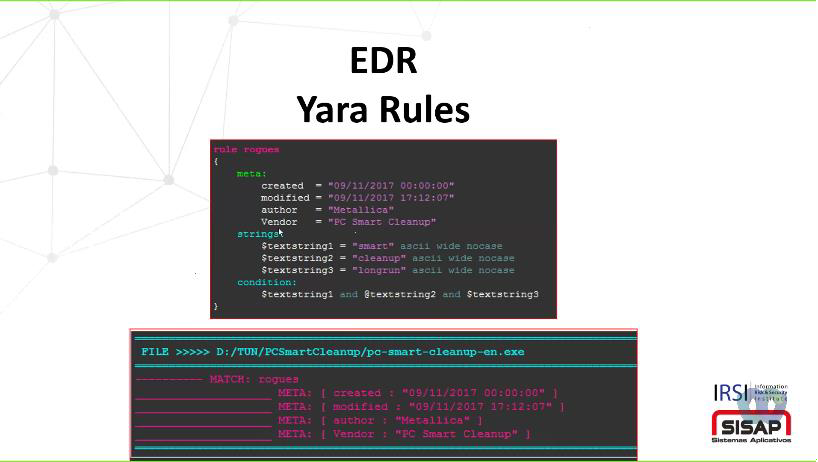 EDR
Yara Rules
rule rogues
{
meta:
created = "09/11/2017 00:00:00"
modified = "09/11/2017 17:12:07"
author = "Metallica"
Vendor = "PC Smart Cleanup"
strings:
$textstring1 = "smart" ascii wide nocase
$textstring2 = "cleanup" ascii wide nocase
$textstring3 = "longrun" ascii wide nocase
condition:
$textstring1 and @textstring2 and $textstring3
}
FILE >>>>> D:/TUN/PCSmartCleanup/pc-smart-cleanup-en.exe
---------- MATCH: rogues
____________________ META: [ created : "09/11/2017 00:00:00" ]
____________________ META: [ modified : "09/11/2017 17:12:07" ]
____________________ META: [ author : "Metallica" ]
____________________ META: [ Vendor : "PC Smart Cleanup" ]
IRSI Information
Risk & Security
Institute
SISAP
Sistemas Aplicativos